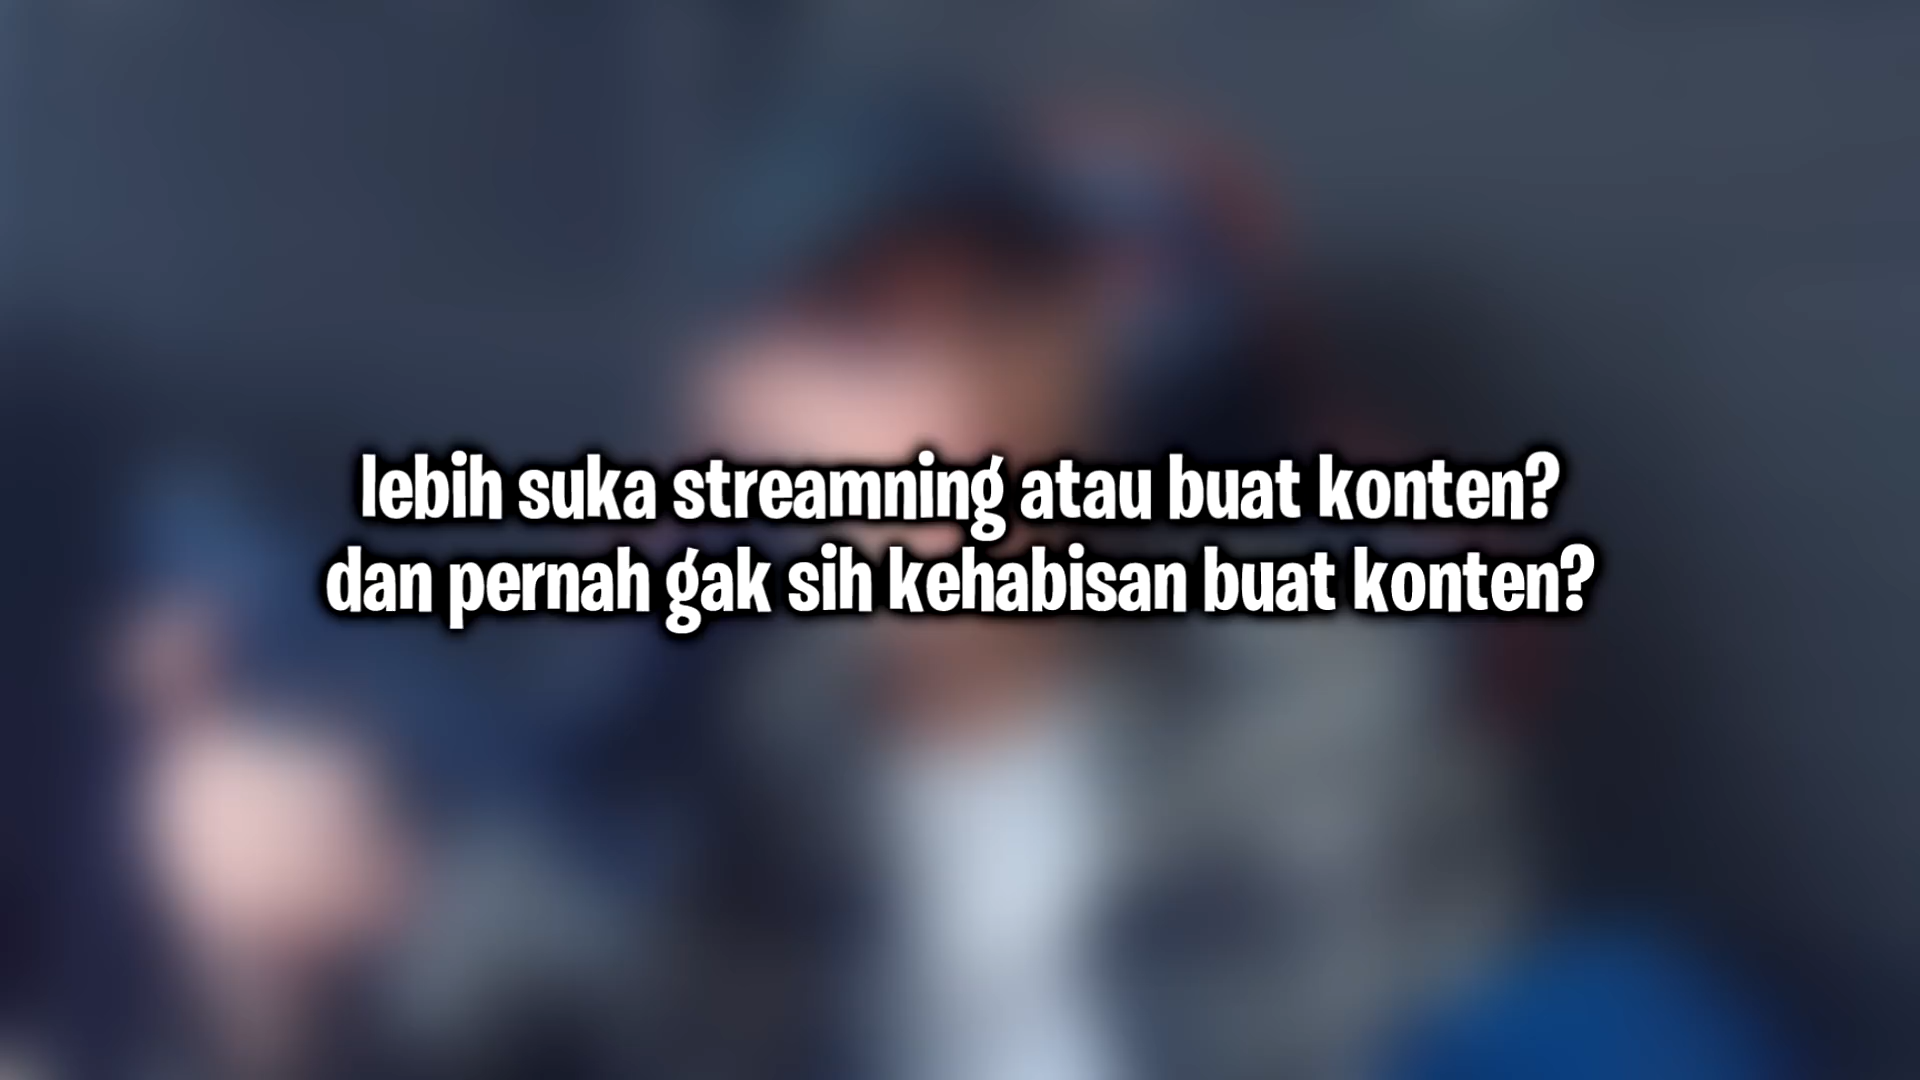 lebih suka streamning atau buat konten?
dan pernah gak sih kehabisan buat konten?